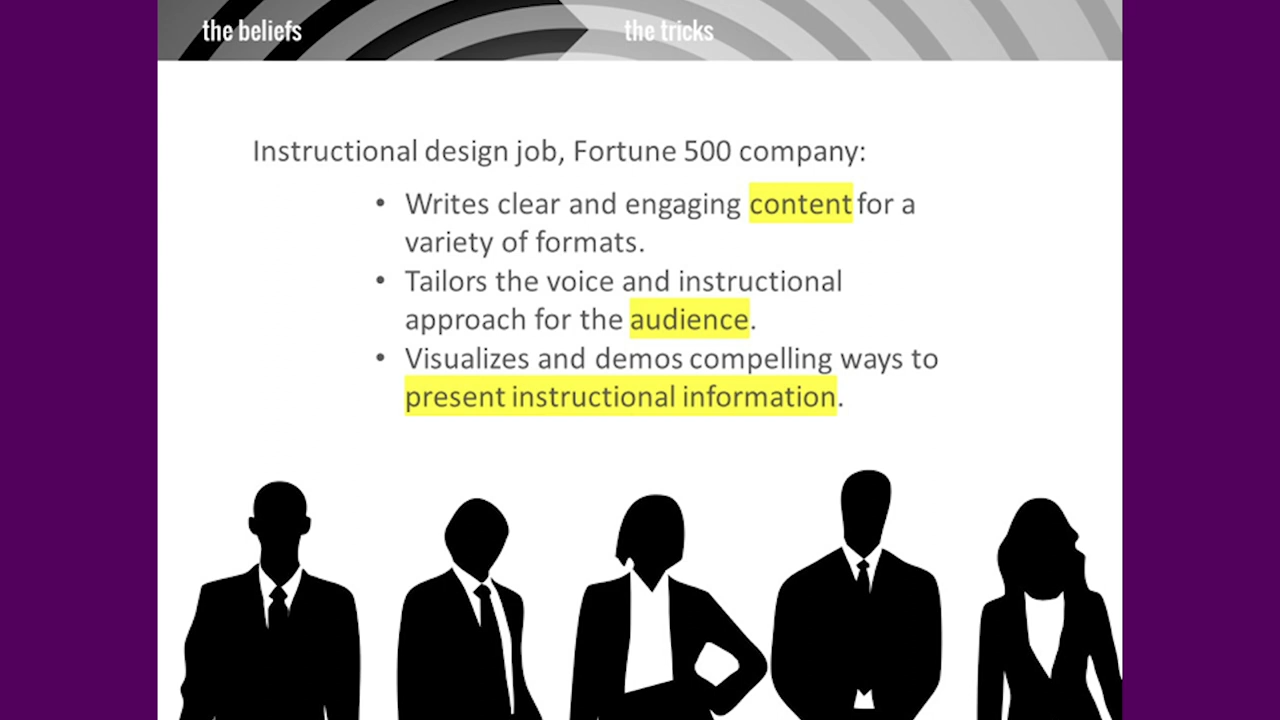 the beliefs
the tricks
Instructional design job, Fortune 500 company:
• Writes clear and engaging content for a
variety of formats.
• Tailors the voice and instructional
approach for the audience.
• Visualizes and demos compelling ways to
present instructional information.